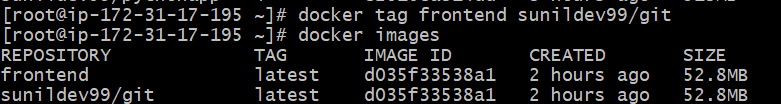 [root@ip-172-31-17-195 ~]# docker tag frontend sunildev99/git
[root@ip-172-31-17-195 ~]# docker images
REPOSITORY TAG IMAGE ID CREATED SIZE
frontend latest d035f33538a1 2 hours ago 52.8MB
sunildev99/git latest d035f33538a1 2 hours ago 52.8MB